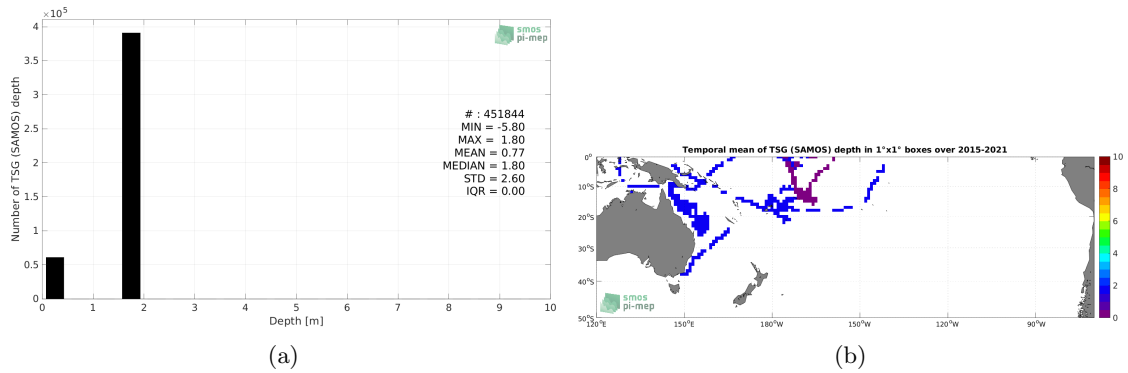 ×10⁵
4
3.5
3
2.5
2
1.5
1
0.5
0
Number of TSG (SAMOS) depth
smos
pi-mep
# : 451844
MIN = -5.80
MAX = 1.80
MEAN = 0.77
MEDIAN = 1.80
STD = 2.60
IQR = 0.00
0 1 2 3 4 5 6 7 8 9 10
Depth [m]
(a)
Temporal mean of TSG (SAMOS) depth in 1°x1° boxes over 2015-2021
0°
10°S
20°S
30°S
40°S
50°S
120°E 150°E 180°W 150°W 120°W 90°W
smos
pi-mep
10
8
6
4
2
0
(b)